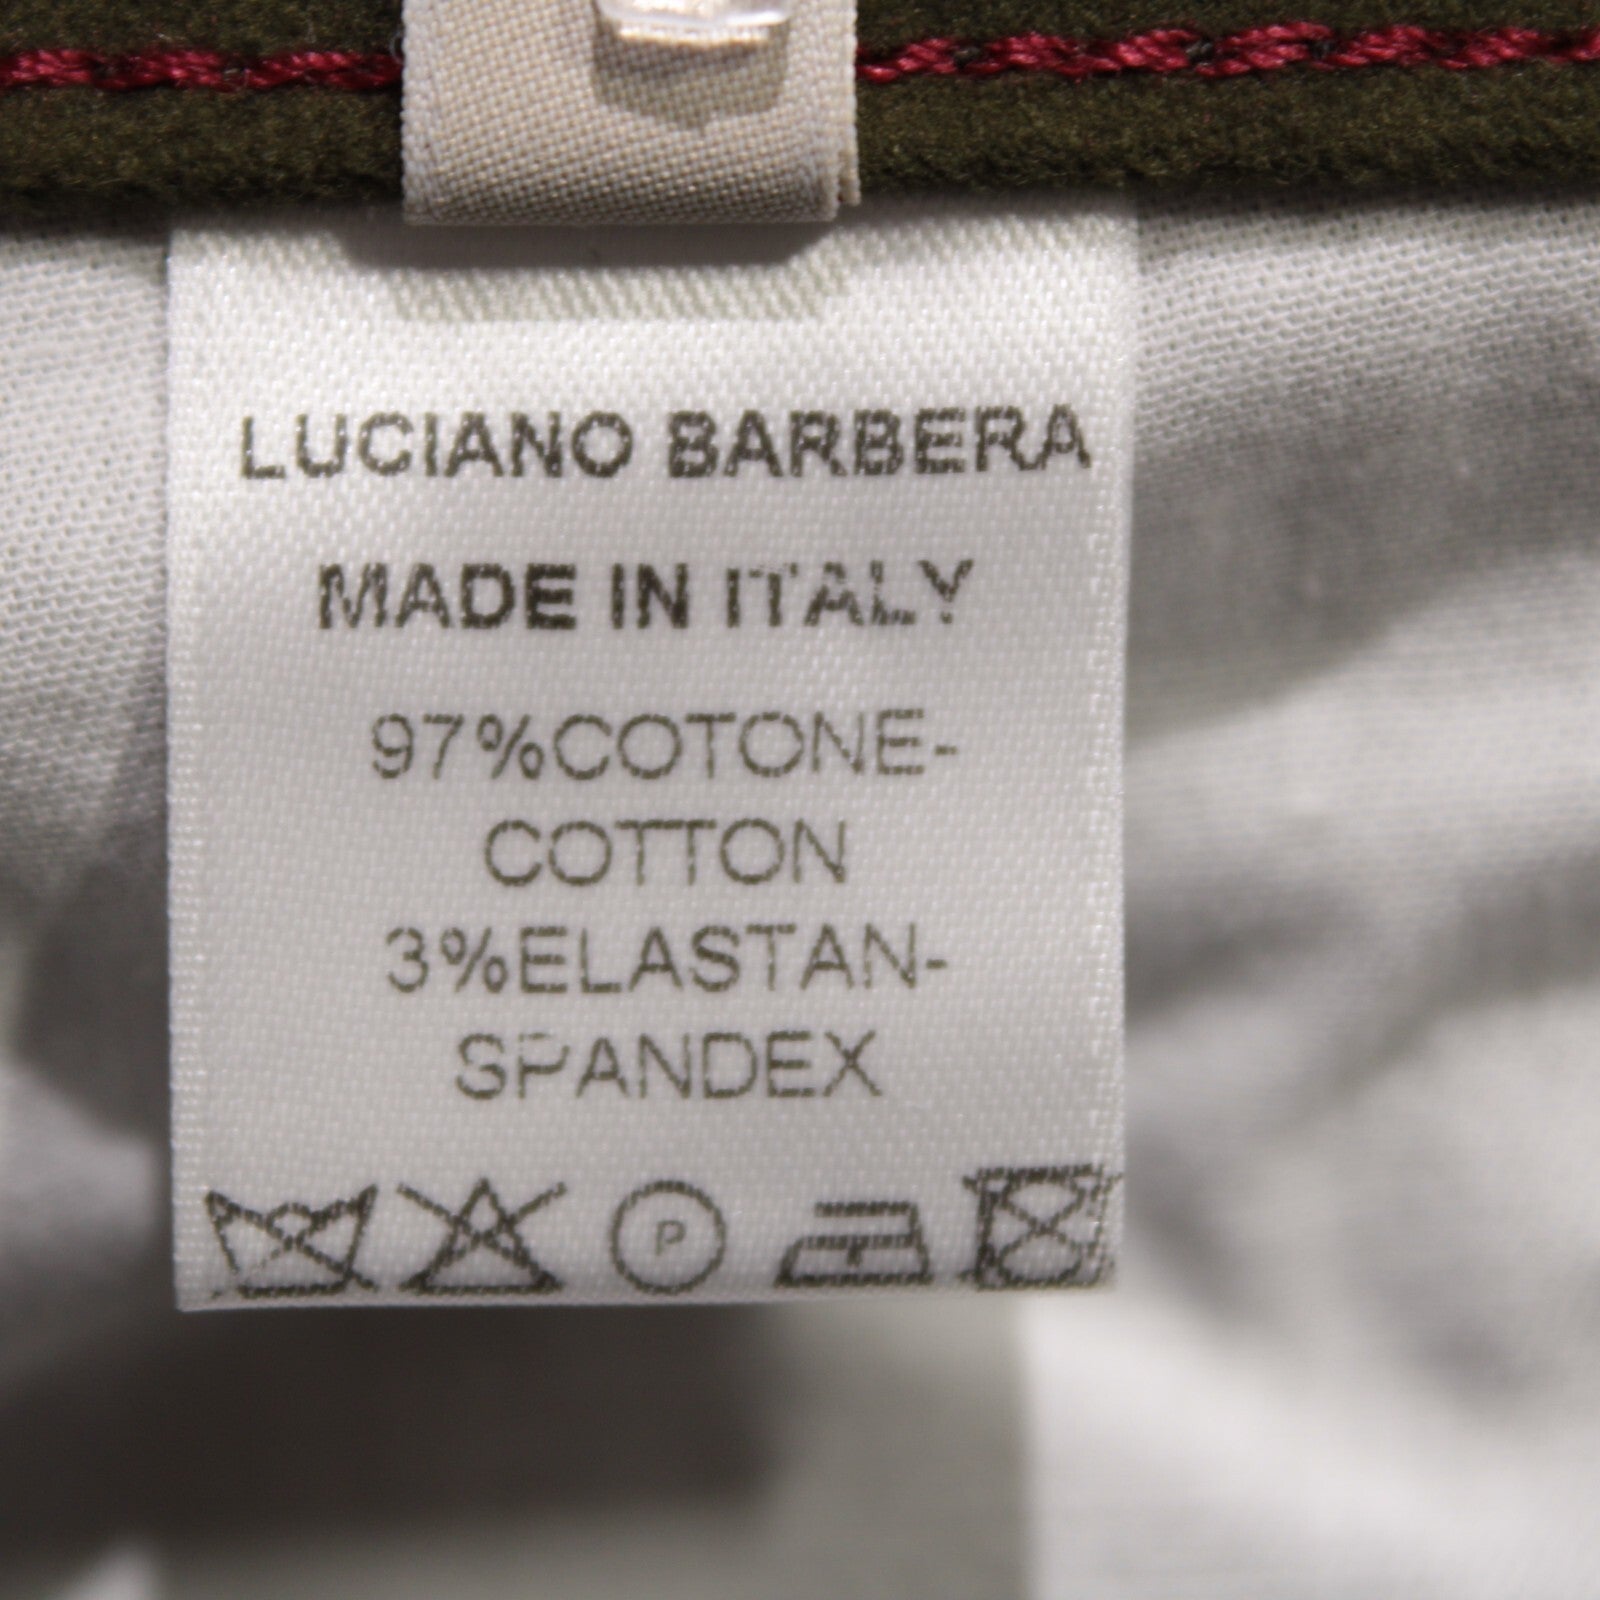 LUCIANO BARBERA
MADE IN ITALY
97%COTONE-
COTTON
3%ELASTAN-
SPANDEX
P